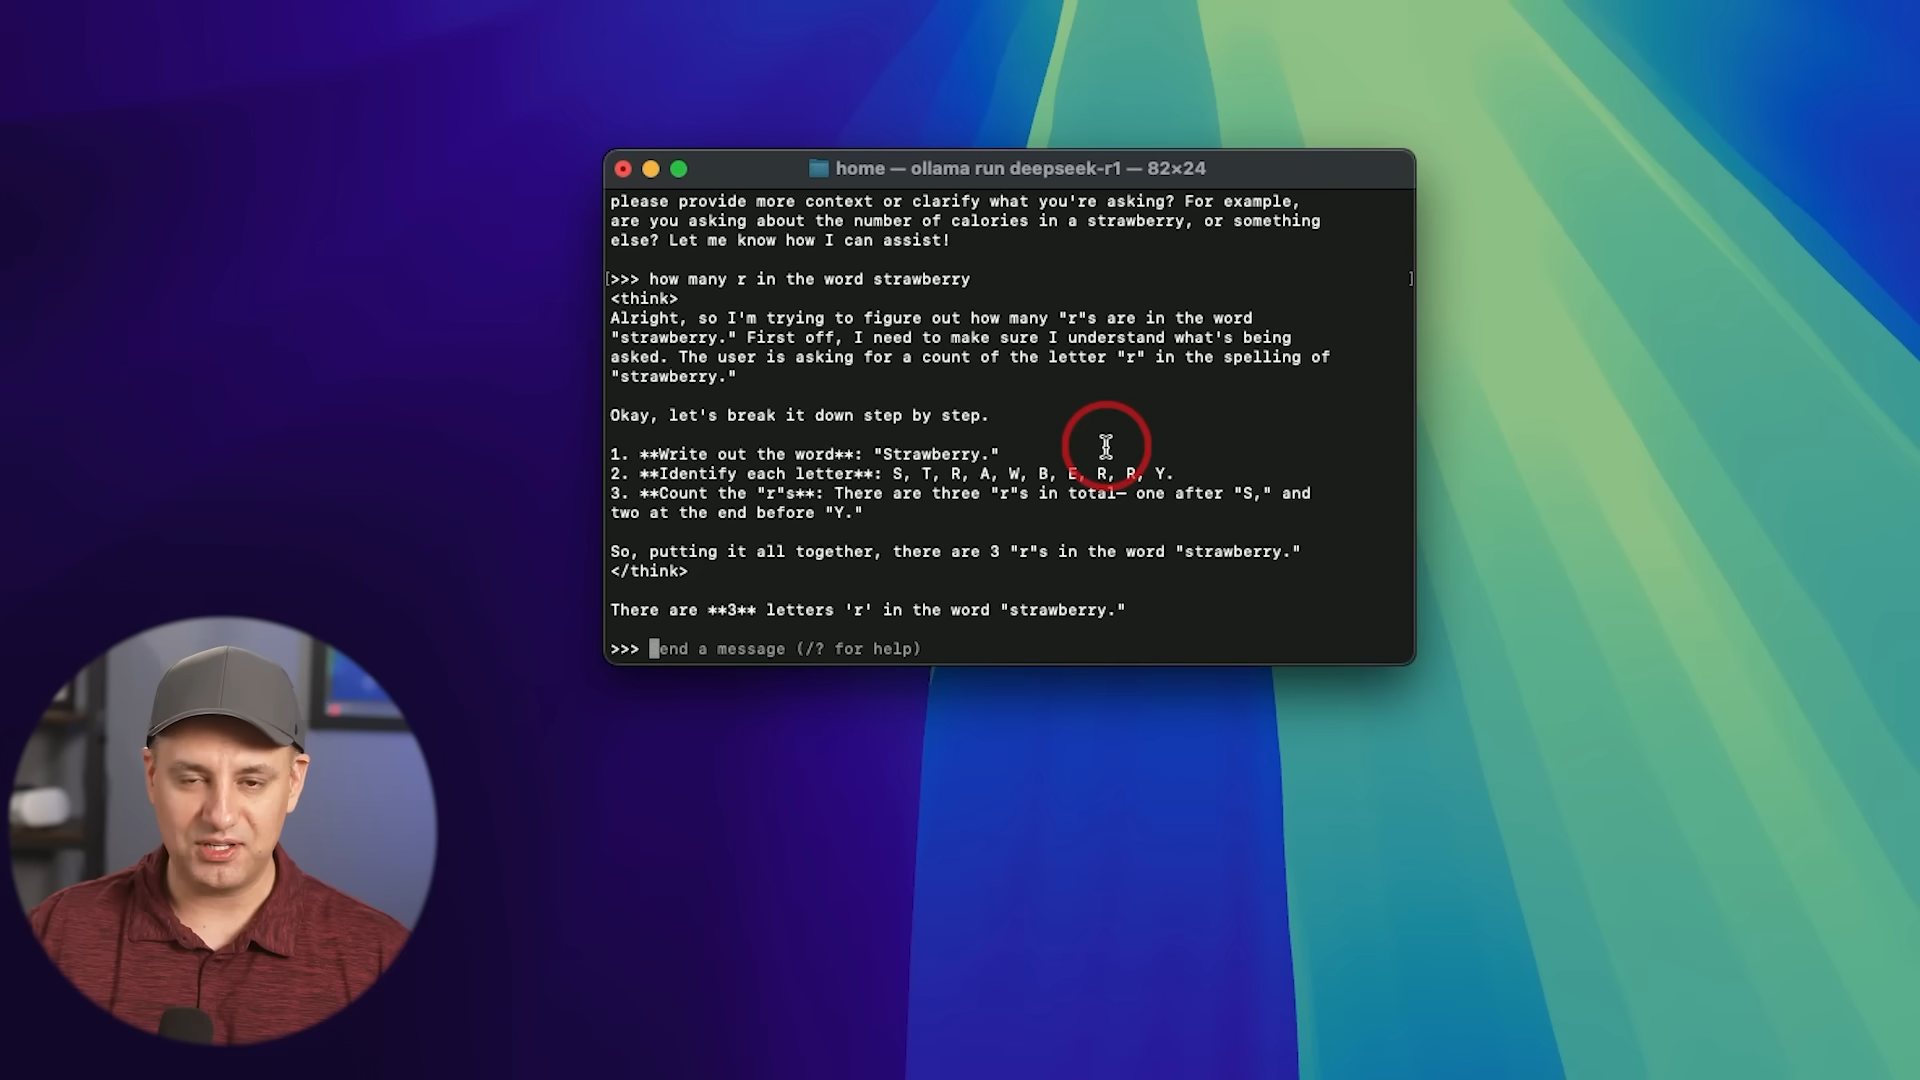 home — ollama run deepseek-r1 — 82×24
please provide more context or clarify what you're asking? For example,
are you asking about the number of calories in a strawberry, or something
else? Let me know how I can assist!
[>>> how many r in the word strawberry ]
<think>
Alright, so I'm trying to figure out how many "r"s are in the word
"strawberry." First off, I need to make sure I understand what's being
asked. The user is asking for a count of the letter "r" in the spelling of
"strawberry."
Okay, let's break it down step by step.
1. **Write out the word**: "Strawberry."
2. **Identify each letter**: S, T, R, A, W, B, E, R, R, Y.
3. **Count the "r"s**: There are three "r"s in total— one after "S," and
two at the end before "Y."
So, putting it all together, there are 3 "r"s in the word "strawberry."
</think>
There are **3** letters 'r' in the word "strawberry."
>>> end a message (/? for help)